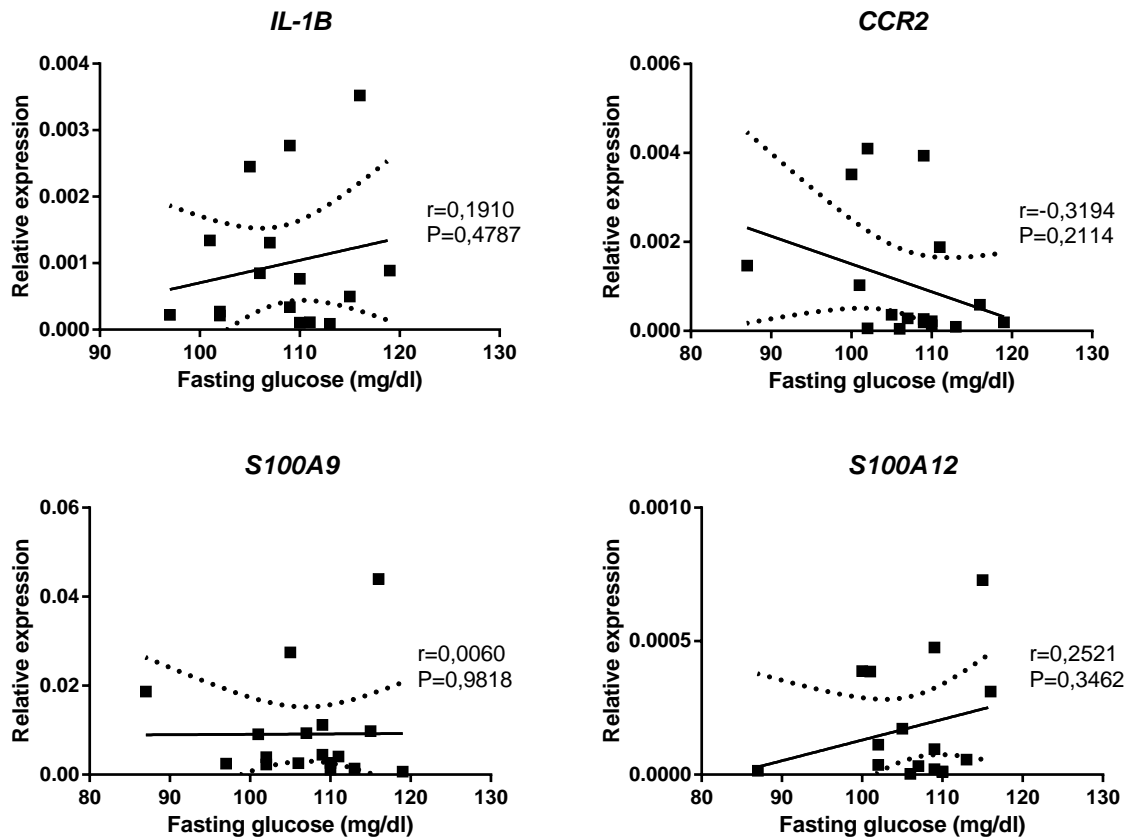 IL-1B
0.004
0.003
0.002
0.001
0.000
90 100 110 120 130
Relative expression
Fasting glucose (mg/dl)
r=0,1910
P=0,4787
CCR2
0.006
0.004
0.002
0.000
80 90 100 110 120 130
Relative expression
Fasting glucose (mg/dl)
r=-0,3194
P=0,2114
S100A9
0.06
0.04
0.02
0.00
80 90 100 110 120 130
Relative expression
Fasting glucose (mg/dl)
r=0,0060
P=0,9818
S100A12
0.0010
0.0005
0.0000
80 90 100 110 120 130
Relative expression
Fasting glucose (mg/dl)
r=0,2521
P=0,3462